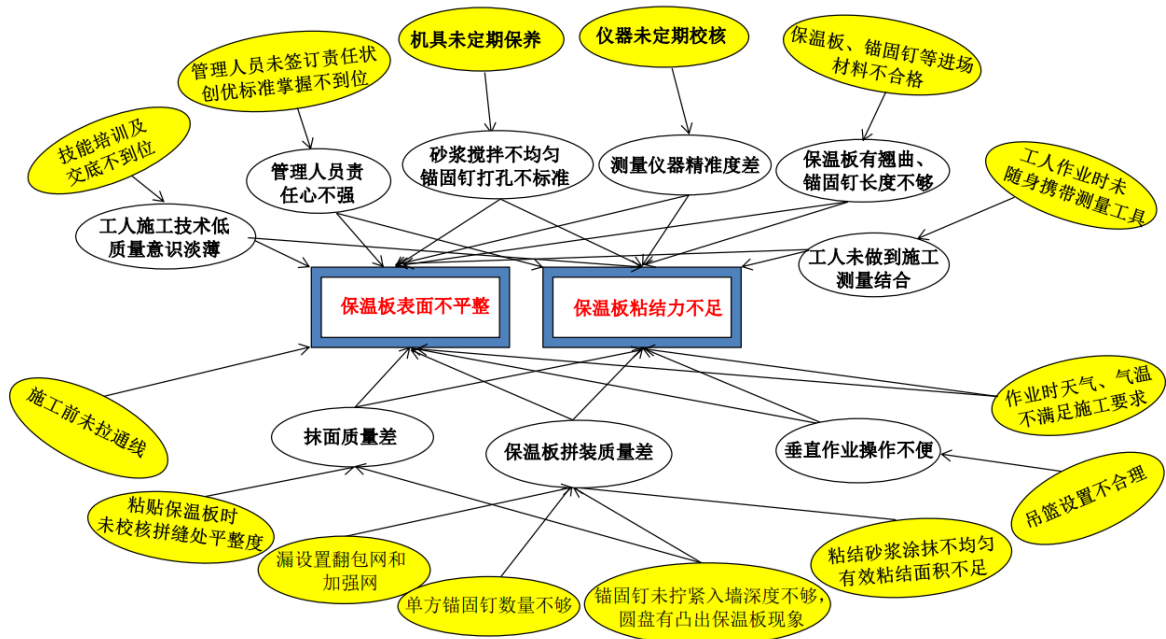 机具未定期保养
仪器未定期校核
保温板、锚固钉等进场
材料不合格
管理人员未签订责任状
创优标准掌握不到位
技能培训及
交底不到位
管理人员责
任心不强
砂浆搅拌不均匀
锚固钉打孔不标准
测量仪器精准度差
保温板有翘曲、
锚固钉长度不够
工人作业时未
随身携带测量工具
工人施工技术低
质量意识淡薄
工人未做到施工
测量结合
保温板表面不平整
保温板粘结力不足
施工前未拉通线
抹面质量差
保温板拼装质量差
垂直作业操作不便
作业时天气、气温
不满足施工要求
吊篮设置不合理
粘贴保温板时
未校核拼缝处平整度
漏设置翻包网和
加强网
单方锚固钉数量不够
锚固钉未拧紧入墙深度不够，
圆盘有凸出保温板现象
粘结砂浆涂抹不均匀
有效粘结面积不足